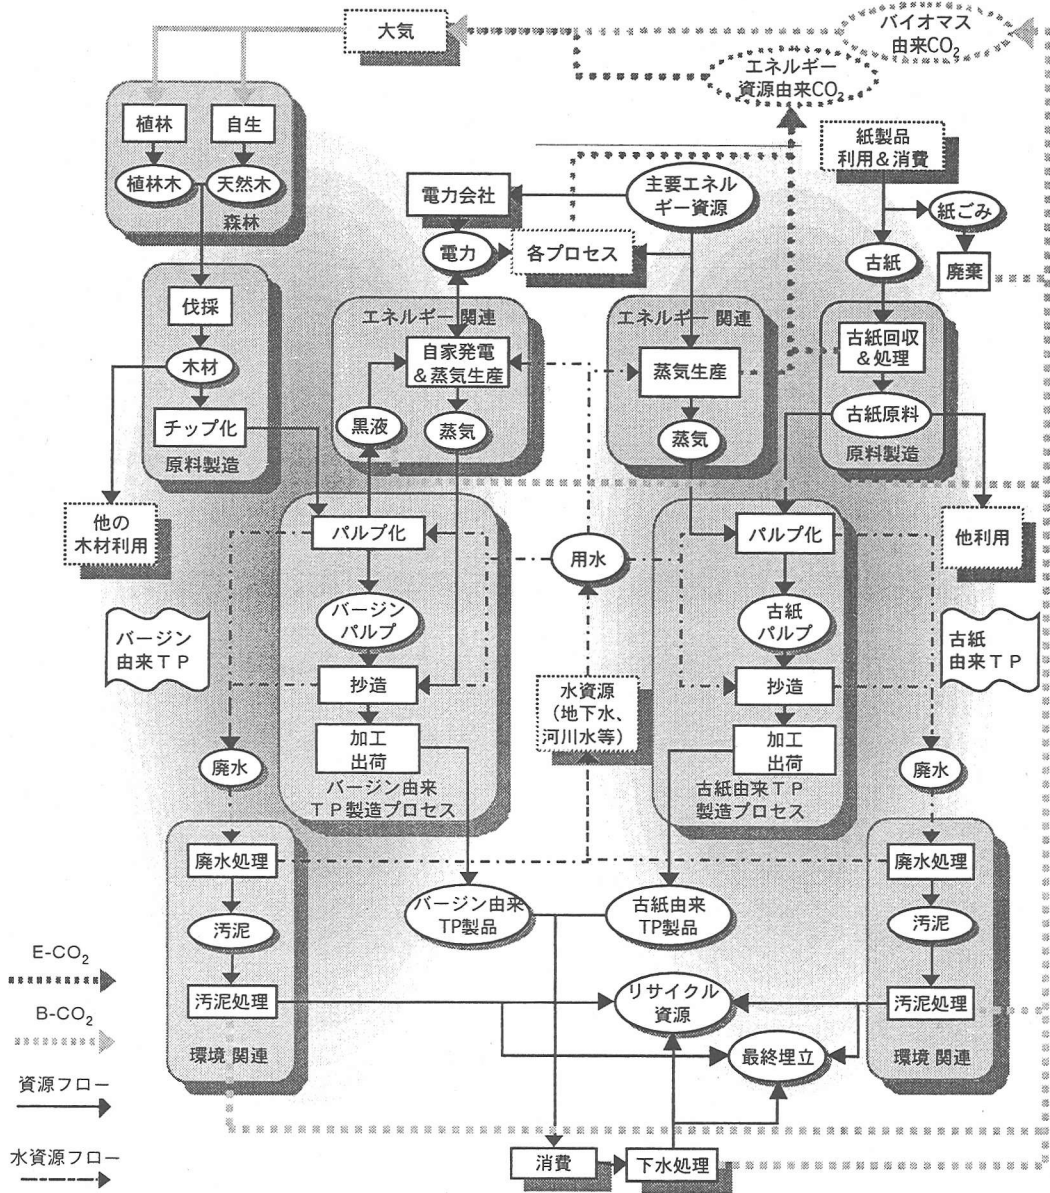 大気
バイオマス
由来CO₂
エネルギー
資源由来CO₂
植林
自生
植林木
天然木
森林
紙製品
利用＆消費
電力会社
主要エネル
ギー資源
紙ごみ
電力
各プロセス
古紙
廃棄
伐採
木材
チップ化
原料製造
エネルギー 関連
自家発電
＆蒸気生産
黒液
蒸気
エネルギー 関連
蒸気生産
蒸気
古紙回収
＆処理
古紙原料
原料製造
他の
木材利用
他利用
パルプ化
用水
パルプ化
バージン
パルプ
古紙
パルプ
バージン
由来ＴＰ
古紙
由来ＴＰ
抄造
水資源
（地下水、
河川水等）
抄造
加工
出荷
加工
出荷
廃水
廃水
バージン由来
ＴＰ製造プロセス
古紙由来ＴＰ
製造プロセス
廃水処理
廃水処理
バージン由来
TP製品
古紙由来
TP製品
汚泥
汚泥
汚泥処理
リサイクル
資源
汚泥処理
環境 関連
最終埋立
環境 関連
E-CO₂
B-CO₂
資源フロー
水資源フロー
消費
下水処理